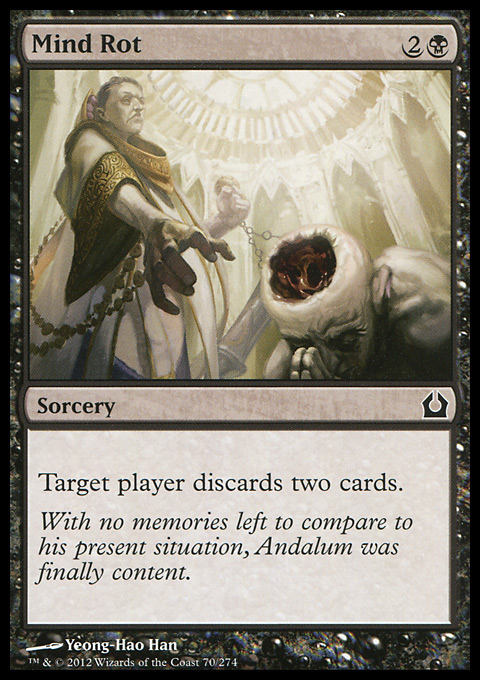 Mind Rot 2
Sorcery
Target player discards two cards.
With no memories left to compare to
his present situation, Andalum was
finally content.
Yeong-Hao Han
™ & © 2012 Wizards of the Coast 70/274